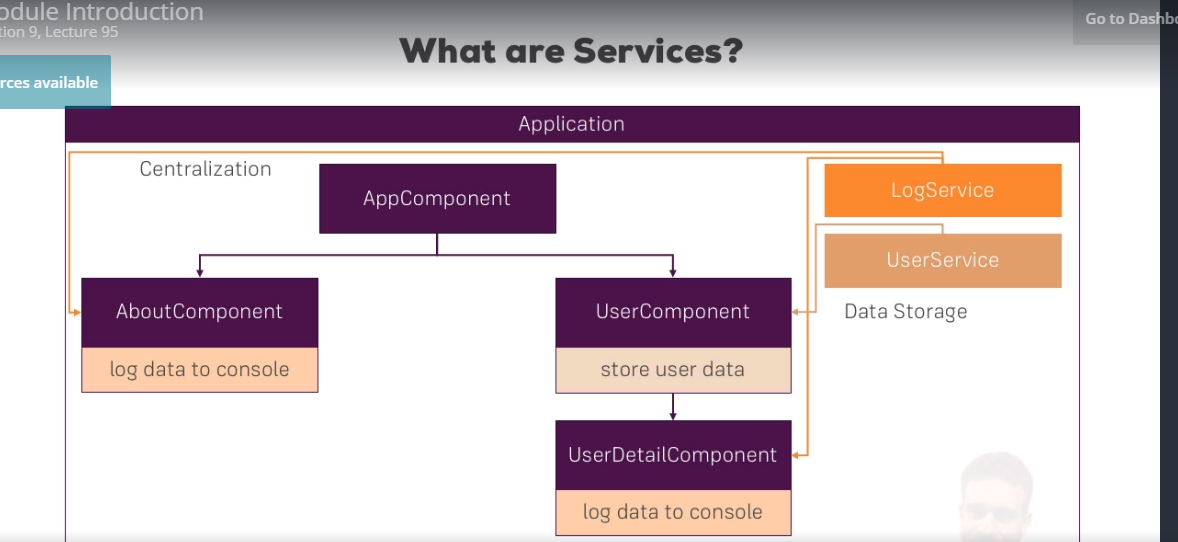 odule Introduction
tion 9, Lecture 95
Go to Dashbo
rces available
What are Services?
Application
Centralization
AppComponent
LogService
UserService
AboutComponent
UserComponent
Data Storage
log data to console
store user data
UserDetailComponent
log data to console